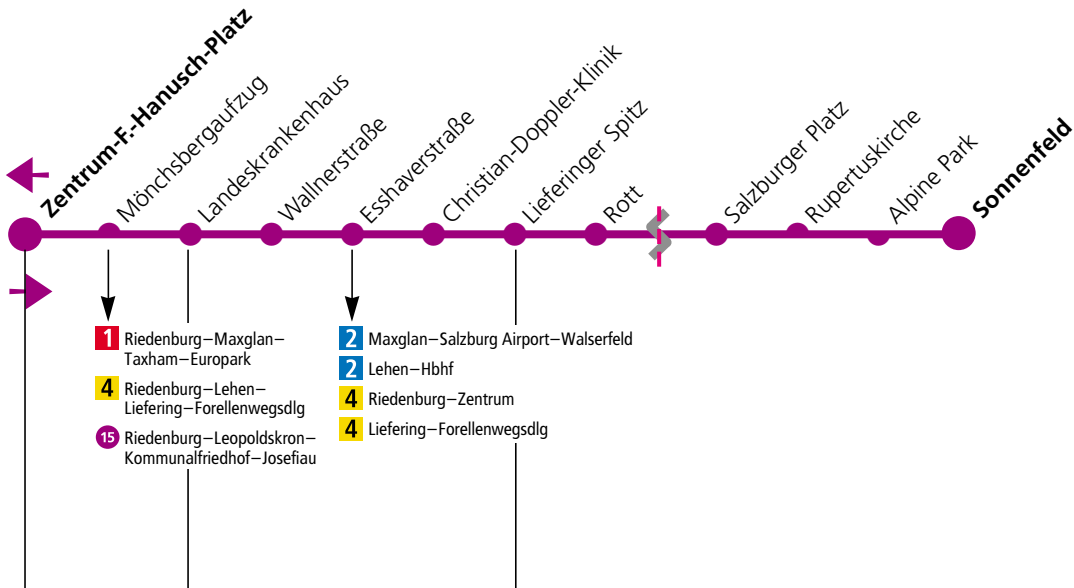 Zentrum-F.-Hanusch-Platz
Mönchsbergaufzug
Landeskrankenhaus
Wallnerstraße
Esshaverstraße
Christian-Doppler-Klinik
Lieferinger Spitz
Rott
Salzburger Platz
Rupertuskirche
Alpine Park
Sonnenfeld
1 Riedenburg–Maxglan–
Taxham–Europark
4 Riedenburg–Lehen–
Liefering–Forellenwegsdlg
15 Riedenburg–Leopoldskron–
Kommunalfriedhof–Josefiau
2 Maxglan–Salzburg Airport–Walserfeld
2 Lehen–Hbhf
4 Riedenburg–Zentrum
4 Liefering–Forellenwegsdlg